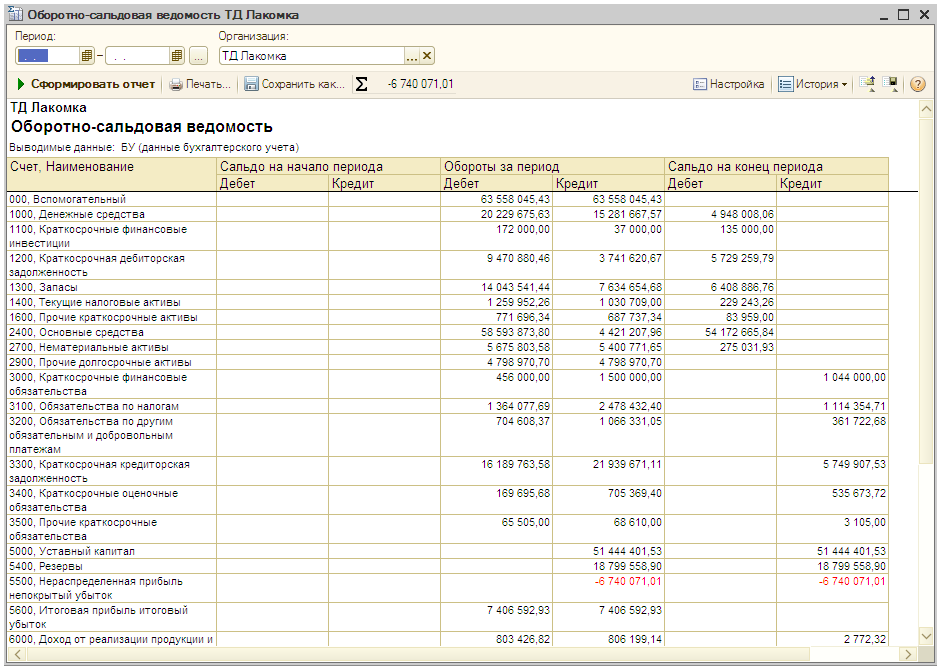 Оборотно-сальдовая ведомость ТД Лакомка
Период:
Организация:
. . – . . ... ТД Лакомка ...
Сформировать отчет Печать... Сохранить как... Σ -6 740 071,01 Настройка История ?
ТД Лакомка
Оборотно-сальдовая ведомость
Выводимые данные: БУ (данные бухгалтерского учета)
Счет, Наименование Сальдо на начало периода Обороты за период Сальдо на конец периода
Дебет Кредит Дебет Кредит Дебет Кредит
000, Вспомогательный 63 558 045,43 63 558 045,43
1000, Денежные средства 20 229 675,63 15 281 667,57 4 948 008,06
1100, Краткосрочные финансовые 172 000,00 37 000,00 135 000,00
инвестиции
1200, Краткосрочная дебиторская 9 470 880,46 3 741 620,67 5 729 259,79
задолженность
1300, Запасы 14 043 541,44 7 634 654,68 6 408 886,76
1400, Текущие налоговые активы 1 259 952,26 1 030 709,00 229 243,26
1600, Прочие краткосрочные активы 771 696,34 687 737,34 83 959,00
2400, Основные средства 58 593 873,80 4 421 207,96 54 172 665,84
2700, Нематериальные активы 5 675 803,58 5 400 771,65 275 031,93
2900, Прочие долгосрочные активы 4 798 970,70 4 798 970,70
3000, Краткосрочные финансовые 456 000,00 1 500 000,00 1 044 000,00
обязательства
3100, Обязательства по налогам 1 364 077,69 2 478 432,40 1 114 354,71
3200, Обязательства по другим 704 608,37 1 066 331,05 361 722,68
обязательным и добровольным
платежам
3300, Краткосрочная кредиторская 16 189 763,58 21 939 671,11 5 749 907,53
задолженность
3400, Краткосрочные оценочные 169 695,68 705 369,40 535 673,72
обязательства
3500, Прочие краткосрочные 65 505,00 68 610,00 3 105,00
обязательства
5000, Уставный капитал 51 444 401,53 51 444 401,53
5400, Резервы 18 799 558,90 18 799 558,90
5500, Нераспределенная прибыль -6 740 071,01 -6 740 071,01
непокрытый убыток
5600, Итоговая прибыль итоговый 7 406 592,93 7 406 592,93
убыток
6000, Доход от реализации продукции и 803 426,82 806 199,14 2 772,32